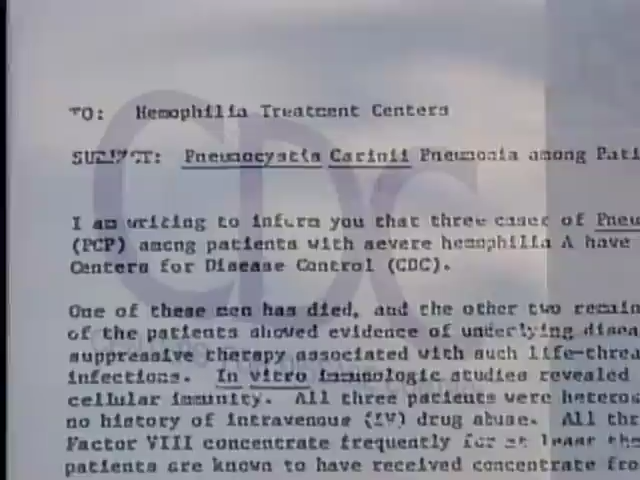 TO: Hemophilia Treatment Centers
SUBJECT: Pneumocystis Carinii Pneumonia among Pati
CDC
I am writing to inform you that three cases of Pneu
(PCP) among patients with severe hemophilia A have
Centers for Disease Control (CDC).
One of these men has died, and the other two remain
of the patients showed evidence of underlying disea
suppressive therapy associated with such life-threa
infections. In vitro immunologic studies revealed
cellular immunity. All three patients were heteros
no history of intravenous (IV) drug abuse. All thr
Factor VIII concentrate frequently for at least the
patients are known to have received concentrate fro